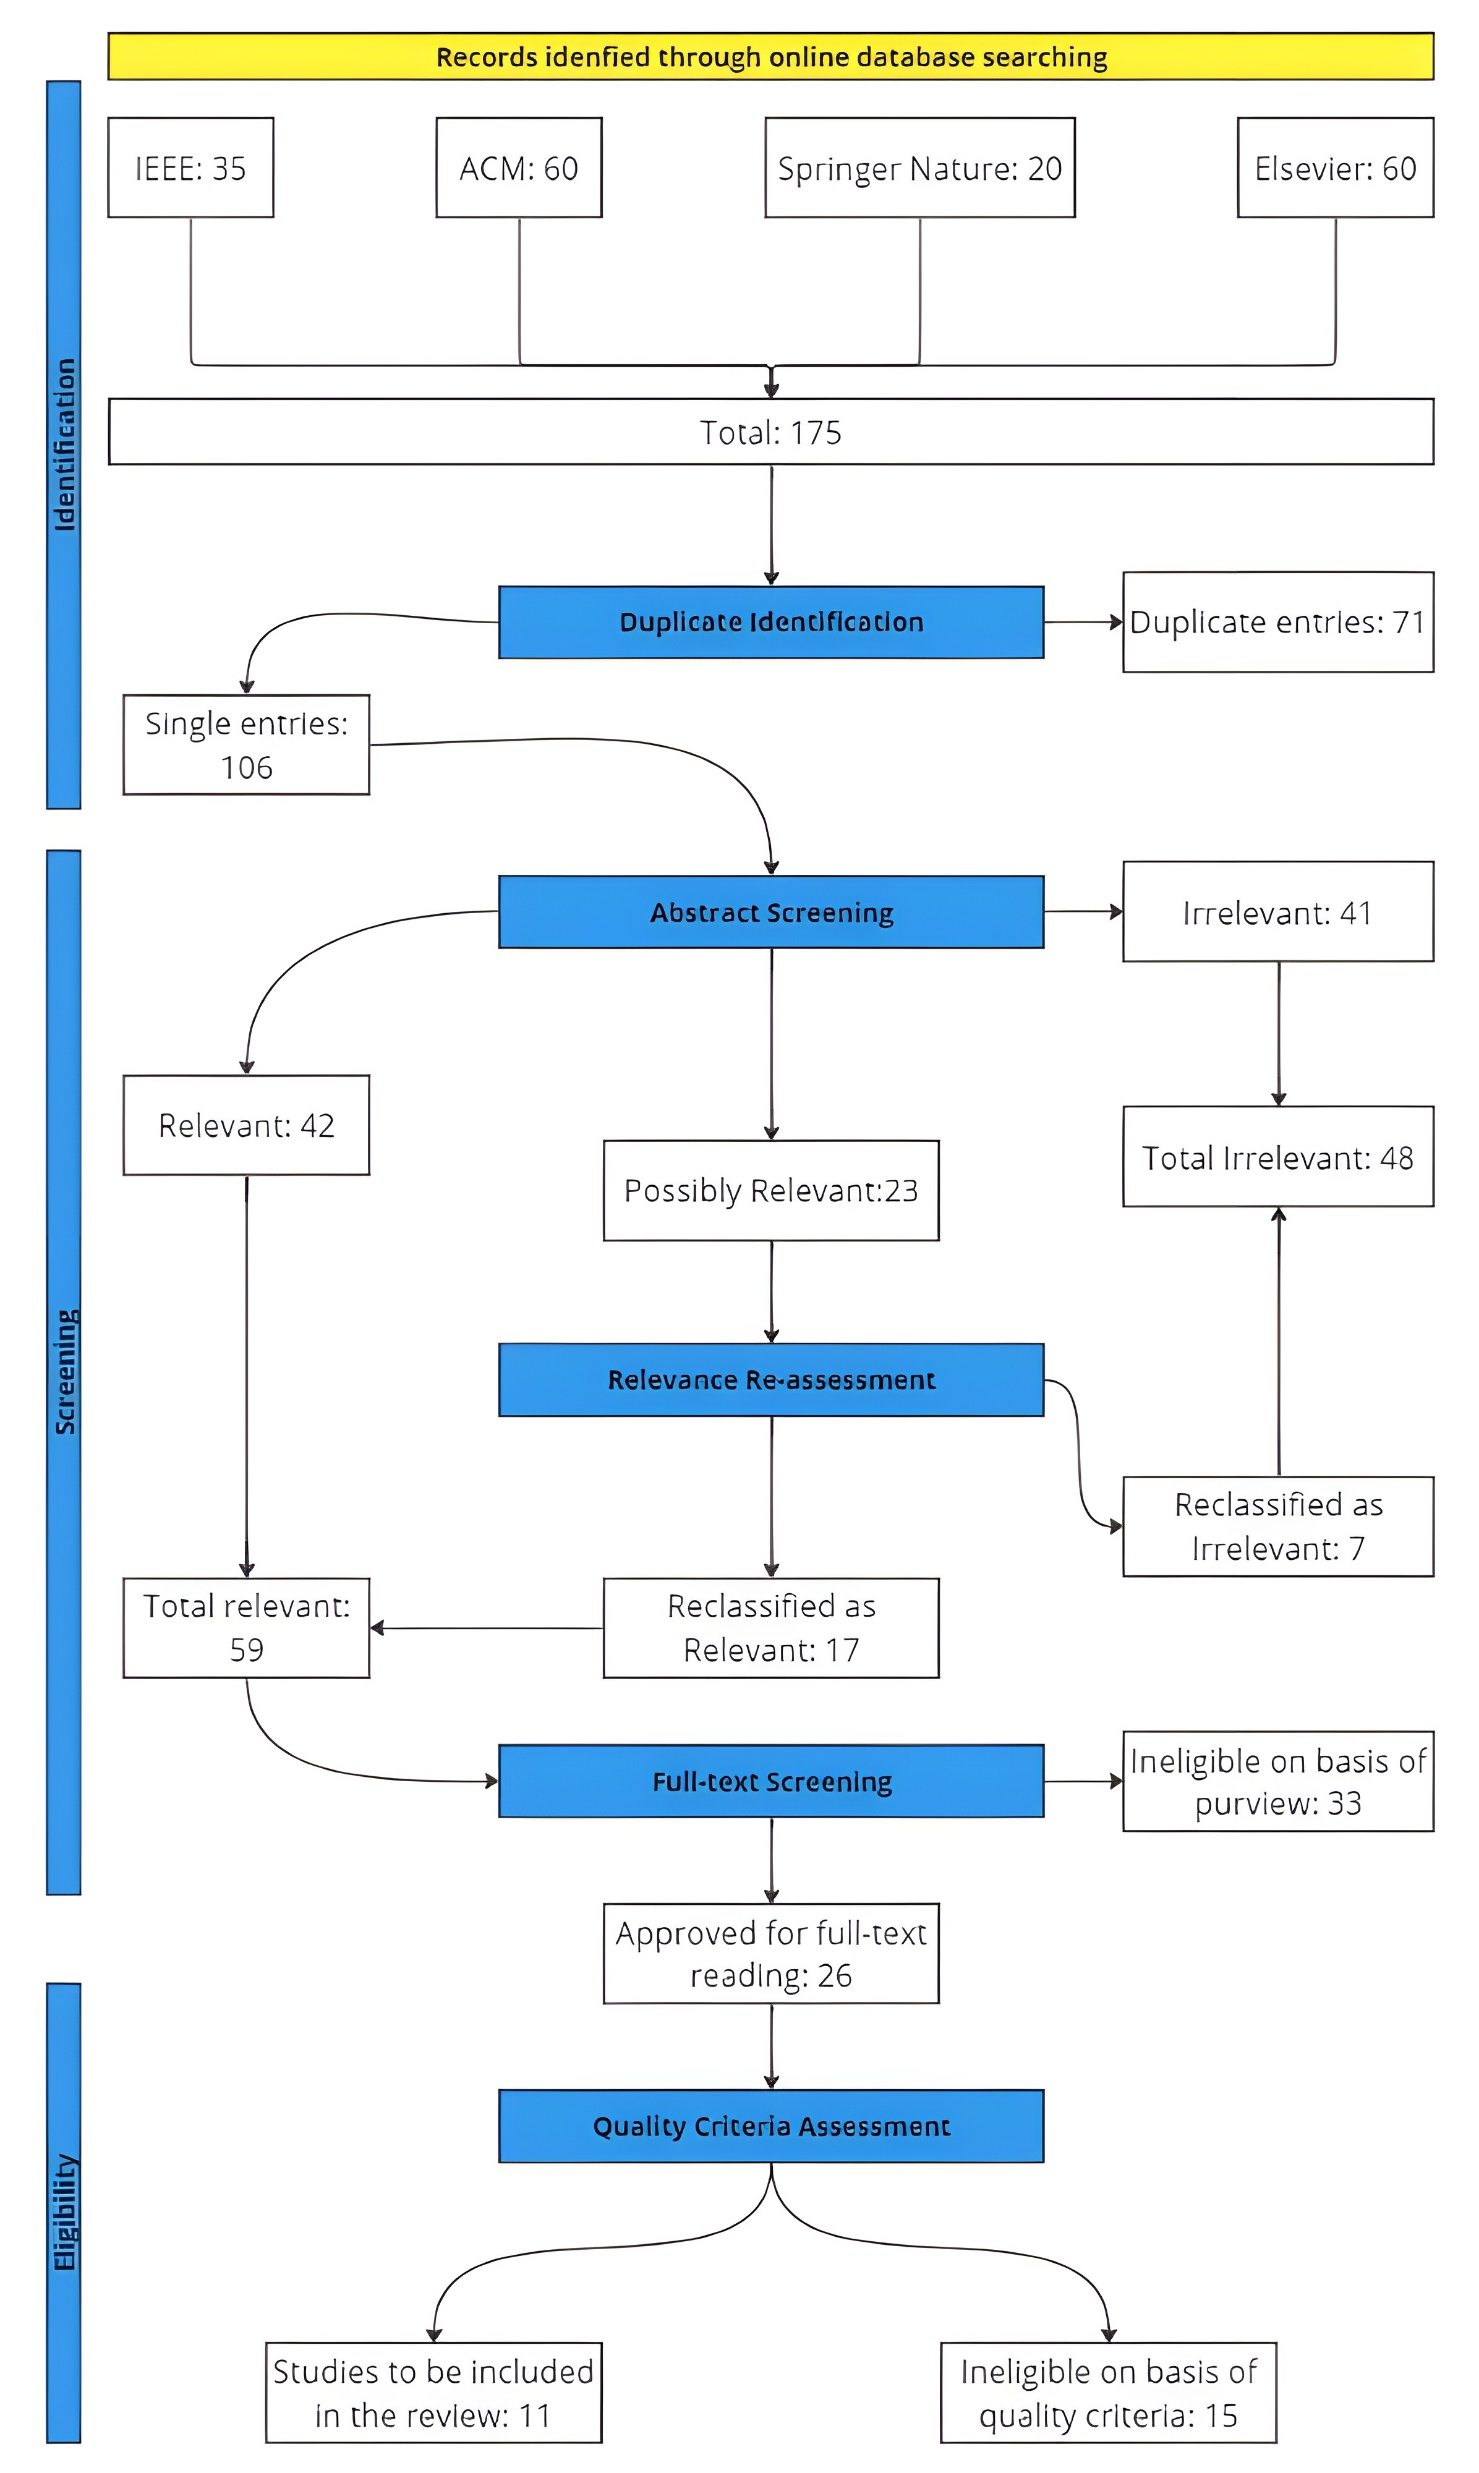 Records idenfied through online database searching
IEEE: 35
ACM: 60
Springer Nature: 20
Elsevier: 60
Identification
Total: 175
Duplicate Identification
Duplicate entries: 71
Single entries:
106
Screening
Abstract Screening
Irrelevant: 41
Relevant: 42
Possibly Relevant:23
Total Irrelevant: 48
Relevance Re-assessment
Reclassified as
Irrelevant: 7
Total relevant:
59
Reclassified as
Relevant: 17
Full-text Screening
Ineligible on basis of
purview: 33
Approved for full-text
reading: 26
Eligibility
Quality Criteria Assessment
Studies to be included
in the review: 11
Ineligible on basis of
quality criteria: 15